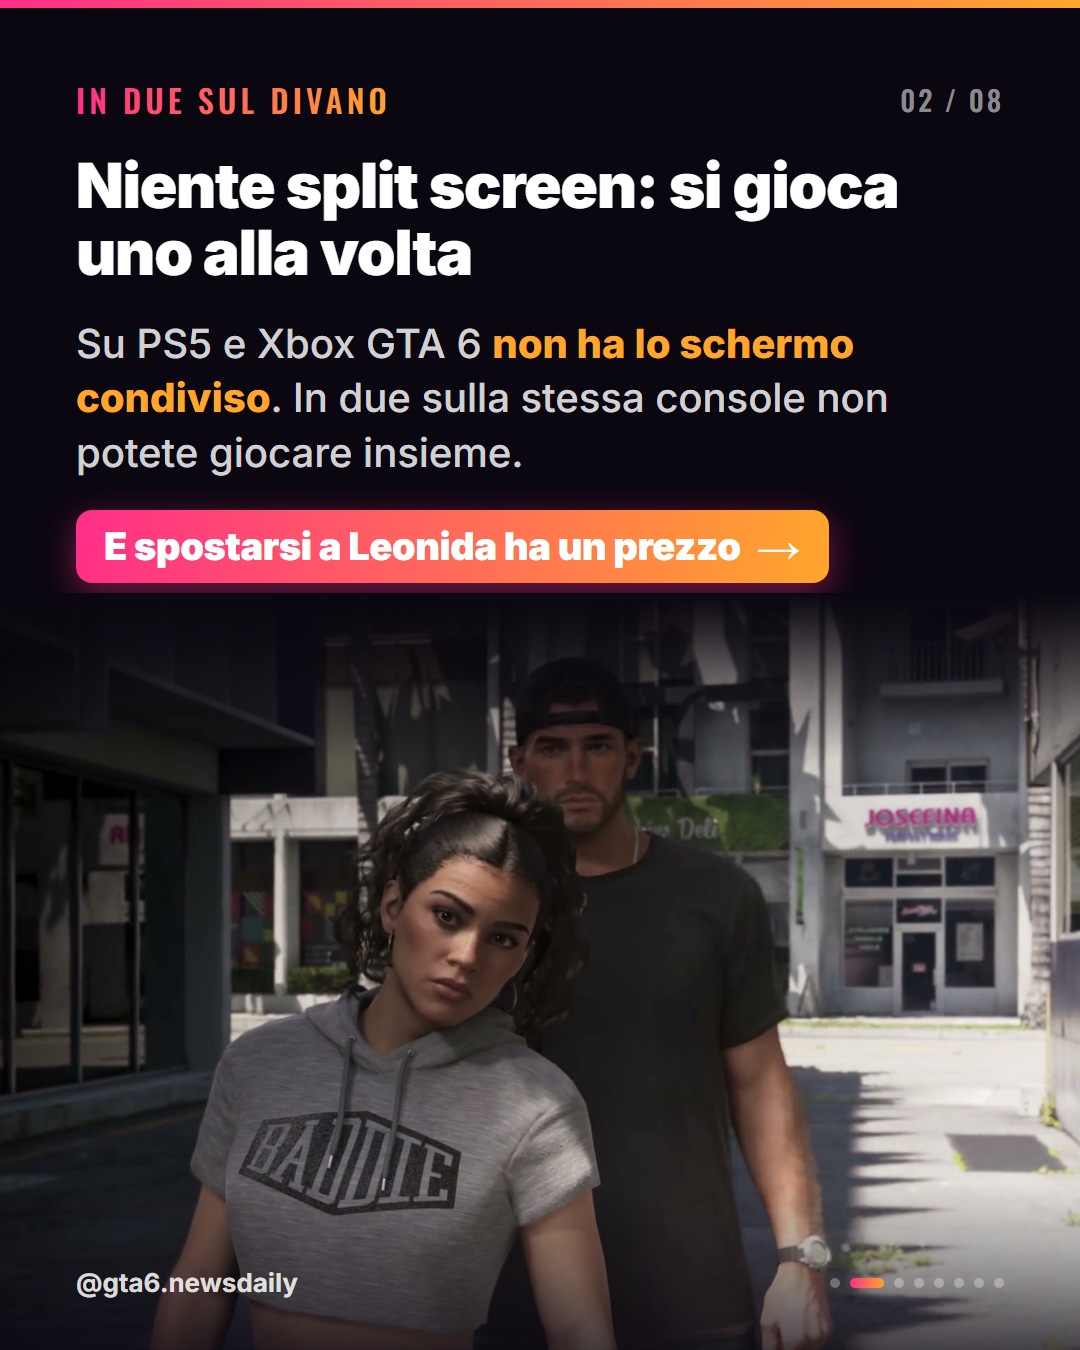 IN DUE SUL DIVANO
02 / 08
Niente split screen: si gioca
uno alla volta
Su PS5 e Xbox GTA 6 non ha lo schermo
condiviso. In due sulla stessa console non
potete giocare insieme.
E spostarsi a Leonida ha un prezzo →
Deli
JOSEFINA
BADDIE
@gta6.newsdaily